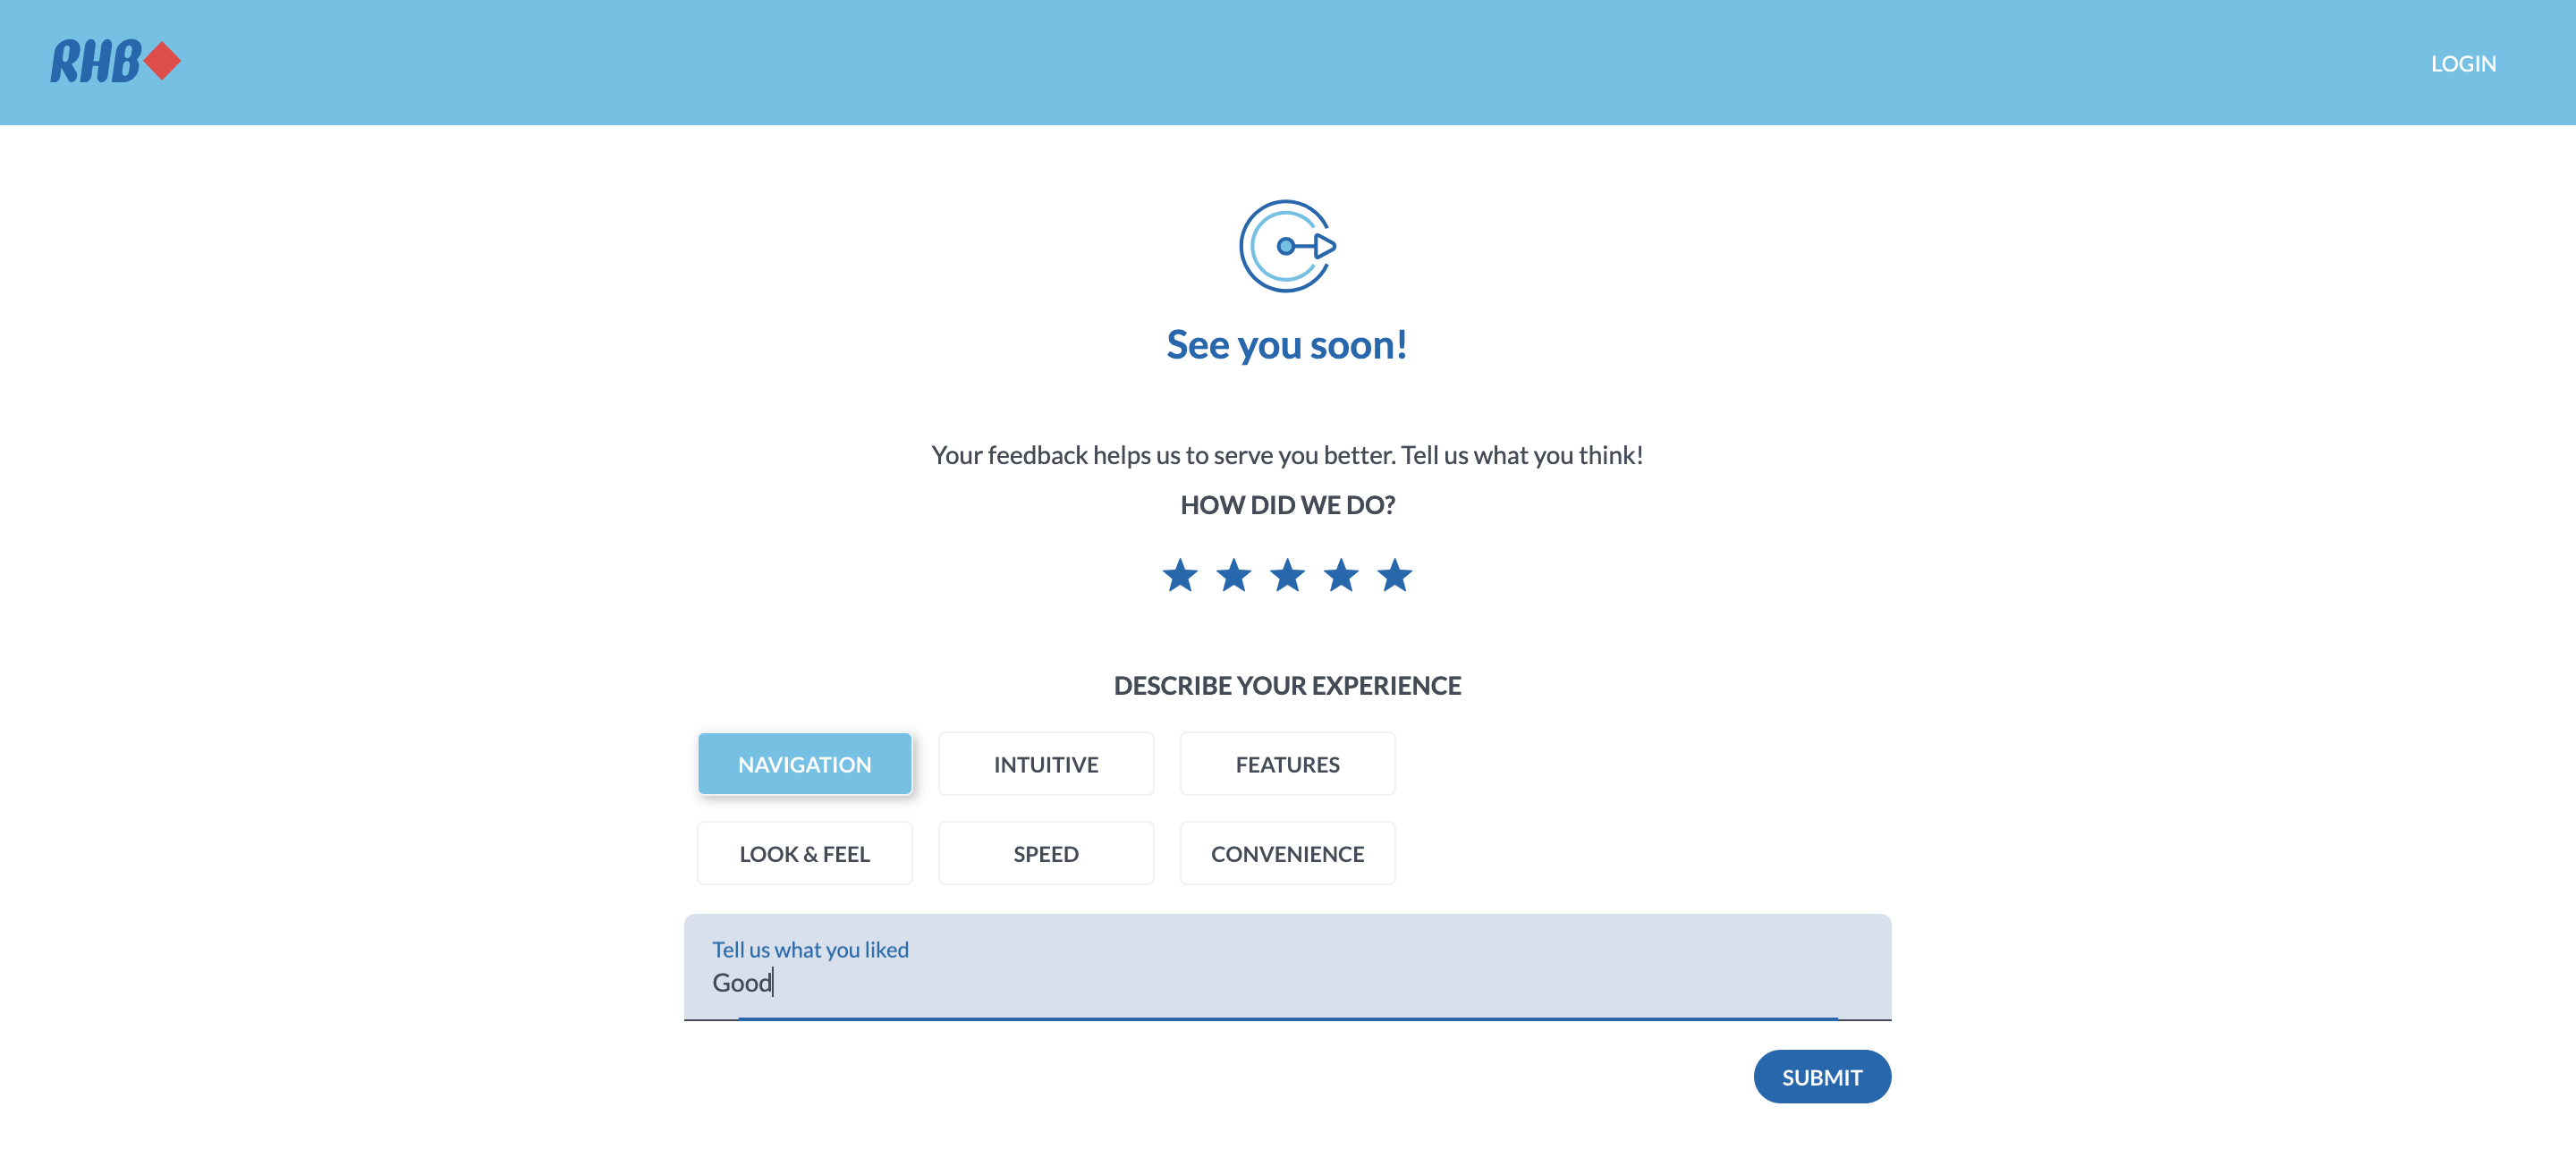 RHB
LOGIN
See you soon!
Your feedback helps us to serve you better. Tell us what you think!
HOW DID WE DO?
DESCRIBE YOUR EXPERIENCE
NAVIGATION INTUITIVE FEATURES
LOOK & FEEL SPEED CONVENIENCE
Tell us what you liked
Good
SUBMIT